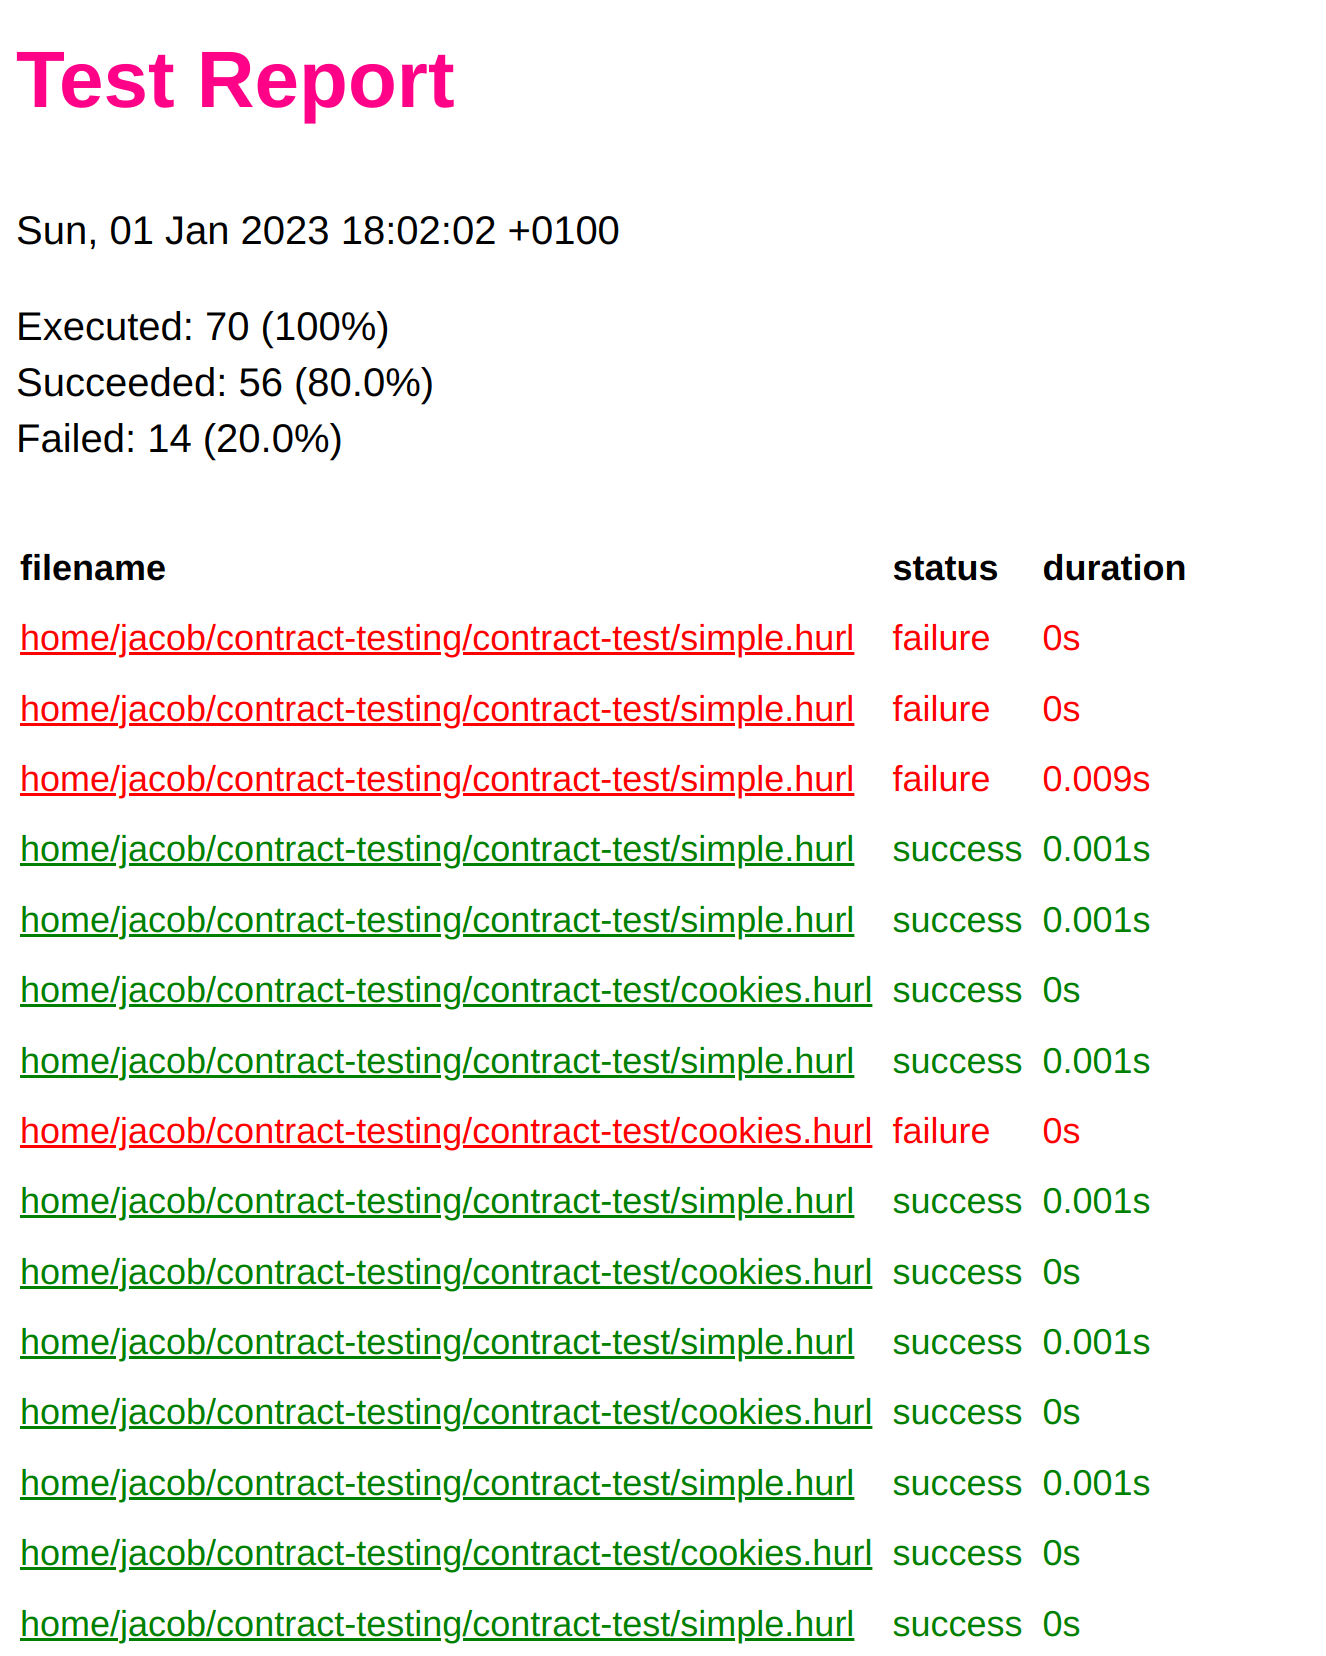 Test Report
Sun, 01 Jan 2023 18:02:02 +0100
Executed: 70 (100%)
Succeeded: 56 (80.0%)
Failed: 14 (20.0%)
filename status duration
home/jacob/contract-testing/contract-test/simple.hurl failure 0s
home/jacob/contract-testing/contract-test/simple.hurl failure 0s
home/jacob/contract-testing/contract-test/simple.hurl failure 0.009s
home/jacob/contract-testing/contract-test/simple.hurl success 0.001s
home/jacob/contract-testing/contract-test/simple.hurl success 0.001s
home/jacob/contract-testing/contract-test/cookies.hurl success 0s
home/jacob/contract-testing/contract-test/simple.hurl success 0.001s
home/jacob/contract-testing/contract-test/cookies.hurl failure 0s
home/jacob/contract-testing/contract-test/simple.hurl success 0.001s
home/jacob/contract-testing/contract-test/cookies.hurl success 0s
home/jacob/contract-testing/contract-test/simple.hurl success 0.001s
home/jacob/contract-testing/contract-test/cookies.hurl success 0s
home/jacob/contract-testing/contract-test/simple.hurl success 0.001s
home/jacob/contract-testing/contract-test/cookies.hurl success 0s
home/jacob/contract-testing/contract-test/simple.hurl success 0s